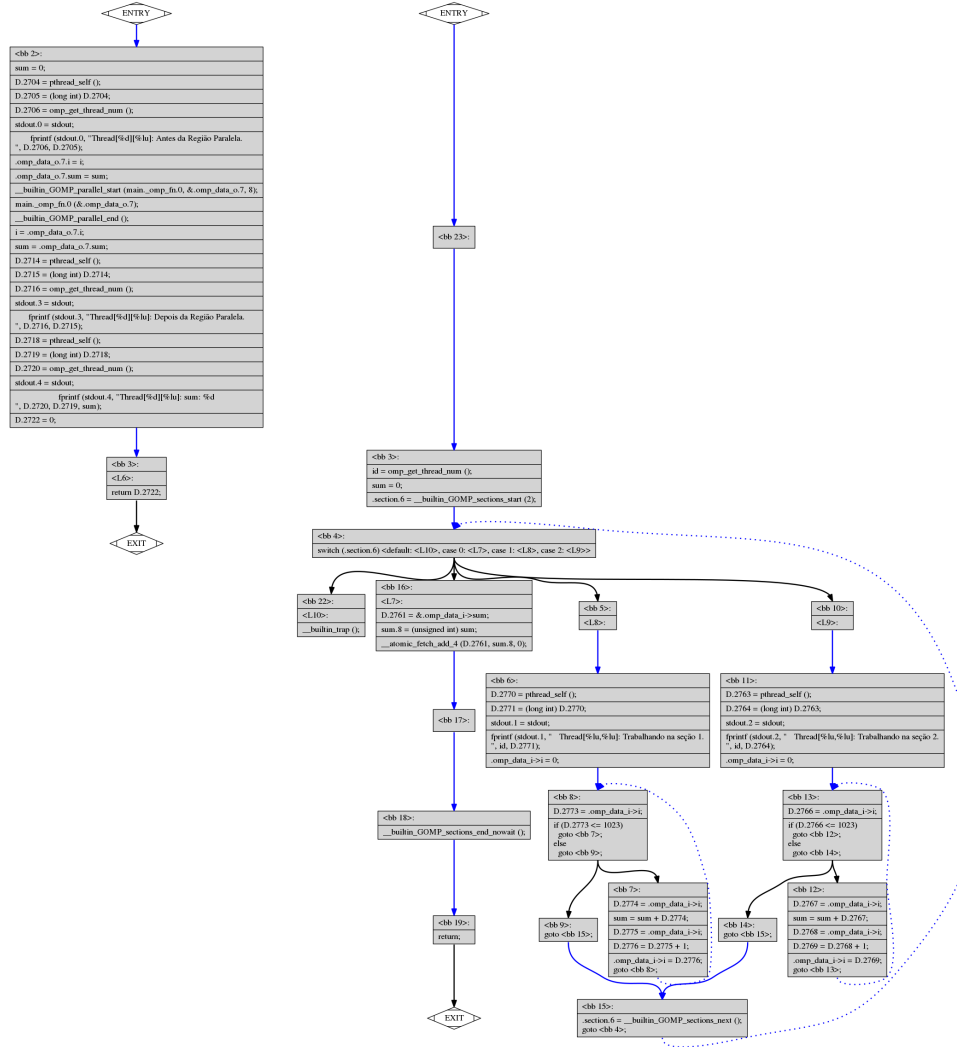 ENTRY
<bb 2>:
sum = 0;
D.2704 = pthread_self ();
D.2705 = (long int) D.2704;
D.2706 = omp_get_thread_num ();
stdout.0 = stdout;
fprintf (stdout.0, "Thread[%d][%lu]: Antes da Região Paralela.
", D.2706, D.2705);
.omp_data_o.7.i = i;
.omp_data_o.7.sum = sum;
__builtin_GOMP_parallel_start (main._omp_fn.0, &.omp_data_o.7, 8);
main._omp_fn.0 (&.omp_data_o.7);
__builtin_GOMP_parallel_end ();
i = .omp_data_o.7.i;
sum = .omp_data_o.7.sum;
D.2714 = pthread_self ();
D.2715 = (long int) D.2714;
D.2716 = omp_get_thread_num ();
stdout.3 = stdout;
fprintf (stdout.3, "Thread[%d][%lu]: Depois da Região Paralela.
", D.2716, D.2715);
D.2718 = pthread_self ();
D.2719 = (long int) D.2718;
D.2720 = omp_get_thread_num ();
stdout.4 = stdout;
fprintf (stdout.4, "Thread[%d][%lu]: sum: %d
", D.2720, D.2719, sum);
D.2722 = 0;
<bb 3>:
<L6>:
return D.2722;
EXIT
ENTRY
<bb 23>:
<bb 3>:
id = omp_get_thread_num ();
sum = 0;
.section.6 = __builtin_GOMP_sections_start (2);
<bb 4>:
switch (.section.6) <default: <L10>, case 0: <L7>, case 1: <L8>, case 2: <L9>>
<bb 22>:
<L10>:
__builtin_trap ();
<bb 16>:
<L7>:
D.2761 = &.omp_data_i->sum;
sum.8 = (unsigned int) sum;
__atomic_fetch_add_4 (D.2761, sum.8, 0);
<bb 17>:
<bb 18>:
__builtin_GOMP_sections_end_nowait ();
<bb 19>:
return;
EXIT
<bb 5>:
<L8>:
<bb 6>:
D.2770 = pthread_self ();
D.2771 = (long int) D.2770;
stdout.1 = stdout;
fprintf (stdout.1, " Thread[%lu,%lu]: Trabalhando na seção 1.
", id, D.2771);
.omp_data_i->i = 0;
<bb 8>:
D.2773 = .omp_data_i->i;
if (D.2773 <= 1023)
goto <bb 7>;
else
goto <bb 9>;
<bb 9>:
goto <bb 15>;
<bb 7>:
D.2774 = .omp_data_i->i;
sum = sum + D.2774;
D.2775 = .omp_data_i->i;
D.2776 = D.2775 + 1;
.omp_data_i->i = D.2776;
goto <bb 8>;
<bb 10>:
<L9>:
<bb 11>:
D.2763 = pthread_self ();
D.2764 = (long int) D.2763;
stdout.2 = stdout;
fprintf (stdout.2, " Thread[%lu,%lu]: Trabalhando na seção 2.
", id, D.2764);
.omp_data_i->i = 0;
<bb 13>:
D.2766 = .omp_data_i->i;
if (D.2766 <= 1023)
goto <bb 12>;
else
goto <bb 14>;
<bb 14>:
goto <bb 15>;
<bb 12>:
D.2767 = .omp_data_i->i;
sum = sum + D.2767;
D.2768 = .omp_data_i->i;
D.2769 = D.2768 + 1;
.omp_data_i->i = D.2769;
goto <bb 13>;
<bb 15>:
.section.6 = __builtin_GOMP_sections_next ();
goto <bb 4>;